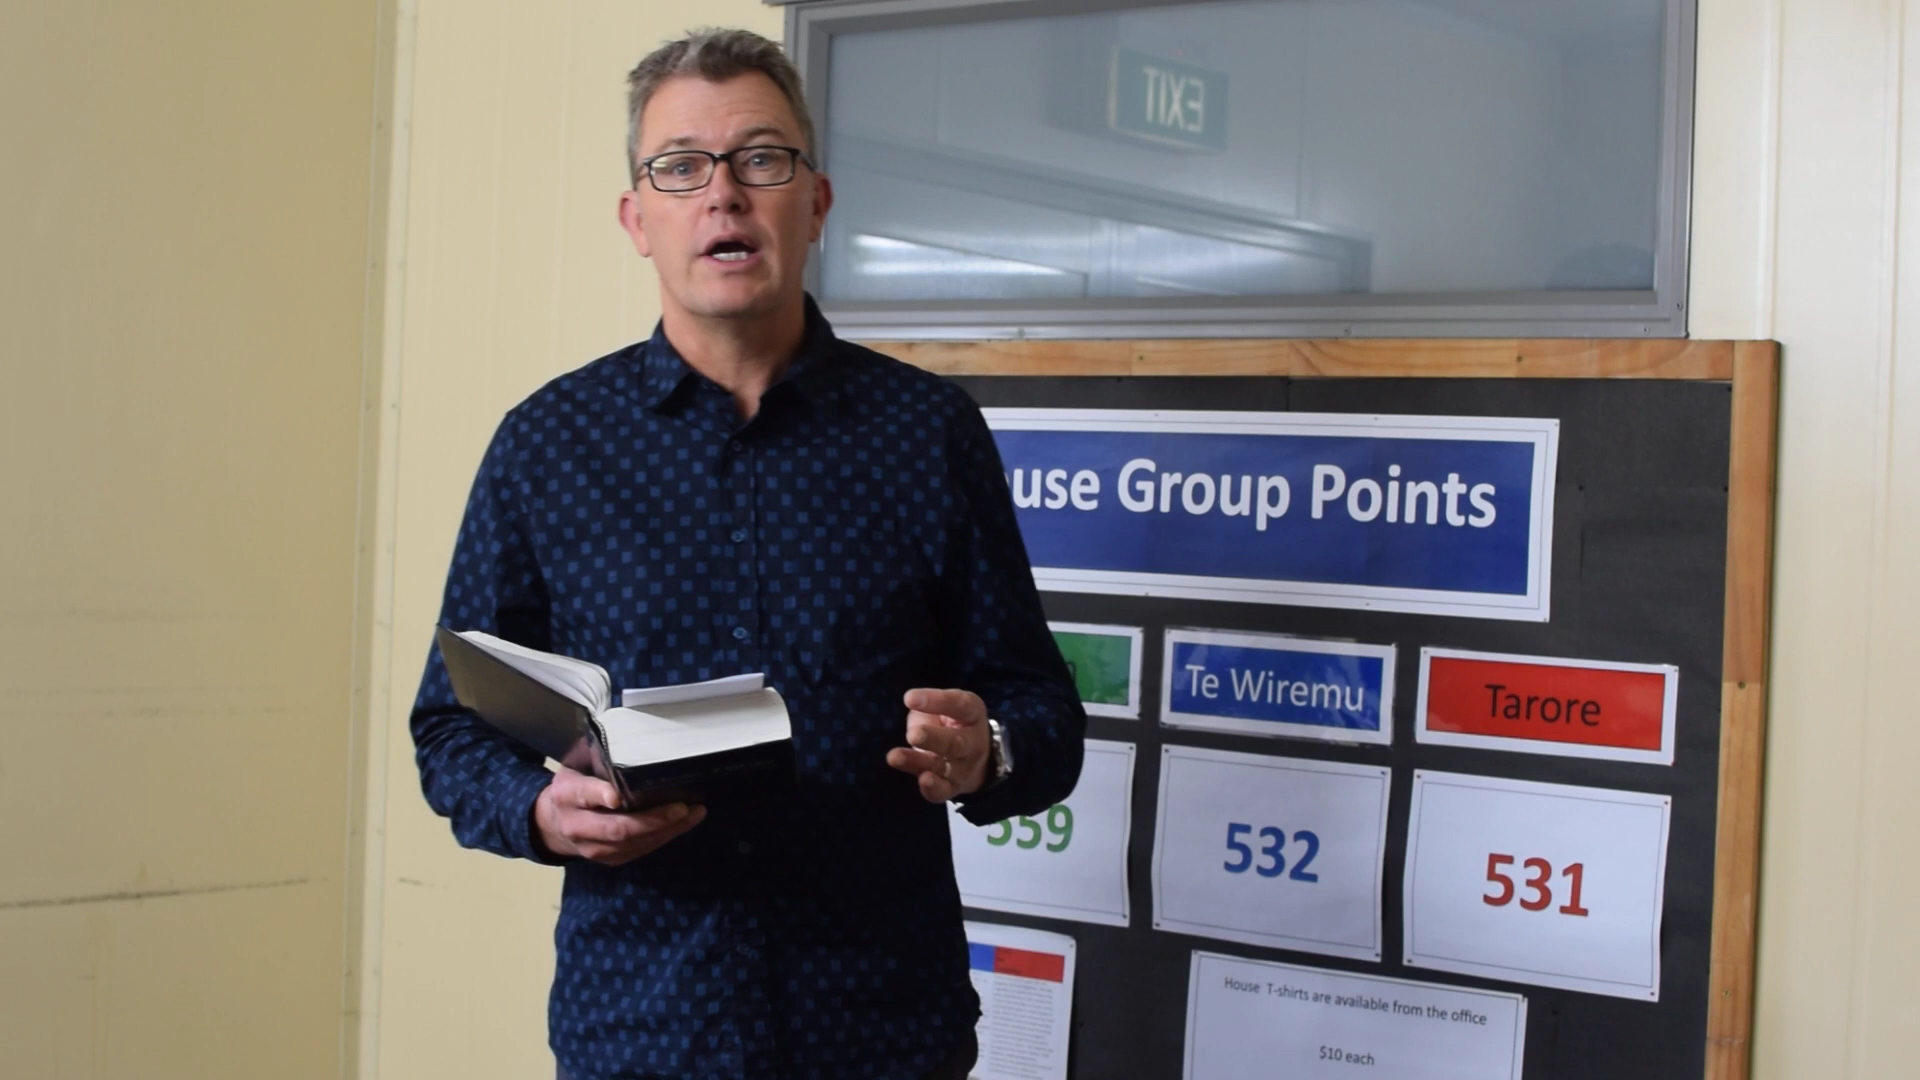 EXIT
use Group Points
Te Wiremu
Tarore
559
532
531
House T-shirts are available from the office
$10 each